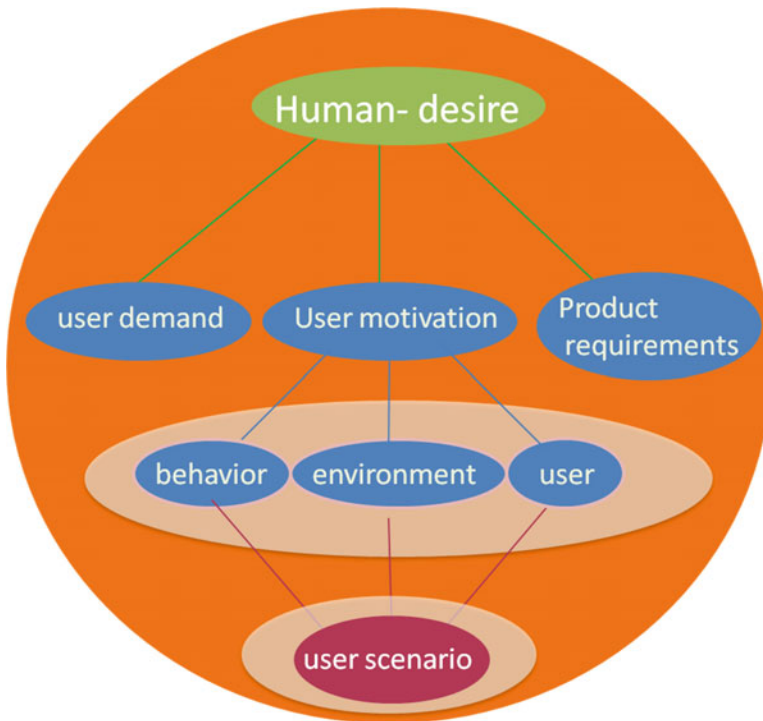 Human- desire
user demand
User motivation
Product
requirements
behavior
environment
user
user scenario